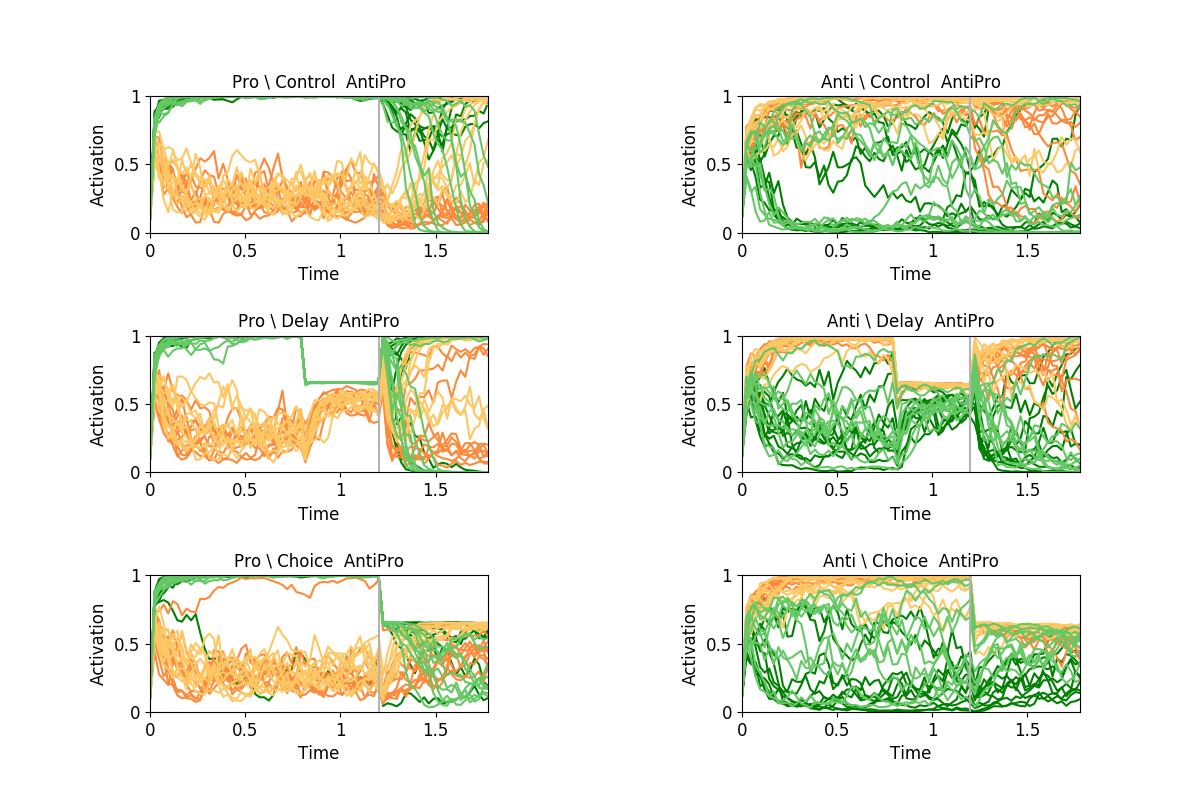 Pro \ Control  AntiPro
Activation
1
0.5
0
0
0.5
1
1.5
Time
Anti \ Control  AntiPro
Activation
1
0.5
0
0
0.5
1
1.5
Time
Pro \ Delay  AntiPro
Activation
1
0.5
0
0
0.5
1
1.5
Time
Anti \ Delay  AntiPro
Activation
1
0.5
0
0
0.5
1
1.5
Time
Pro \ Choice  AntiPro
Activation
1
0.5
0
0
0.5
1
1.5
Time
Anti \ Choice  AntiPro
Activation
1
0.5
0
0
0.5
1
1.5
Time